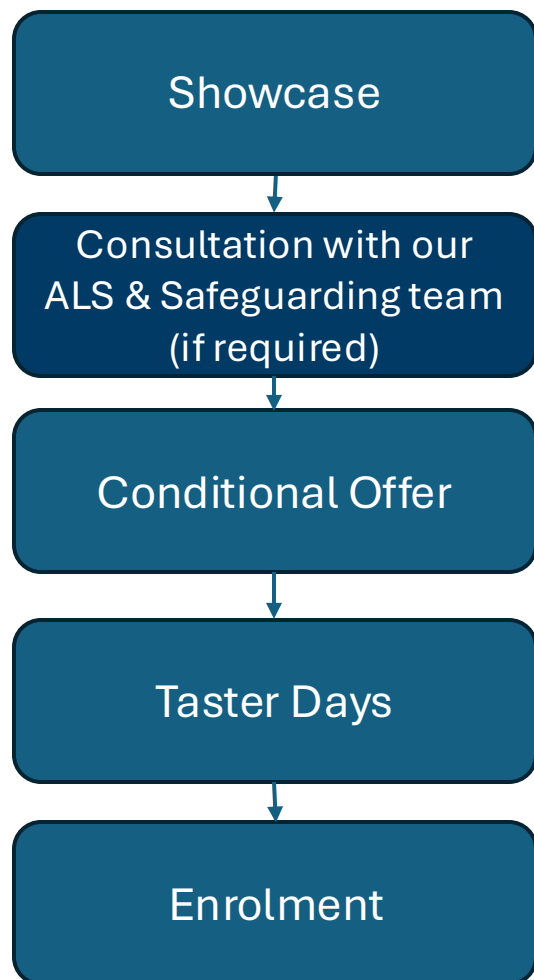 Showcase
Consultation with our
ALS & Safeguarding team
(if required)
Conditional Offer
Taster Days
Enrolment